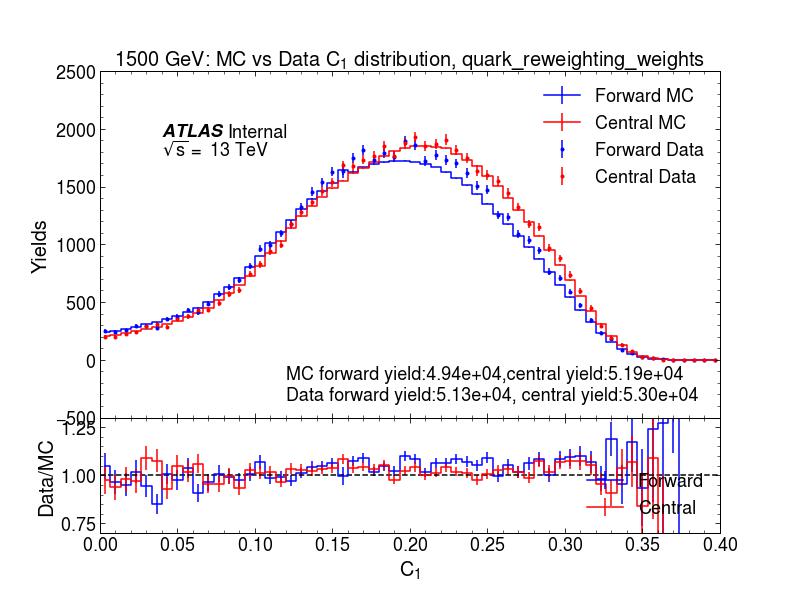 1500 GeV: MC vs Data C₁ distribution, quark_reweighting_weights
2500
2000
1500
1000
500
0
−500
Yields
ATLAS Internal
√s = 13 TeV
Forward MC
Central MC
Forward Data
Central Data
MC forward yield:4.94e+04,central yield:5.19e+04
Data forward yield:5.13e+04, central yield:5.30e+04
1.25
1.00
0.75
Data/MC
Forward
Central
0.00 0.05 0.10 0.15 0.20 0.25 0.30 0.35 0.40
C₁